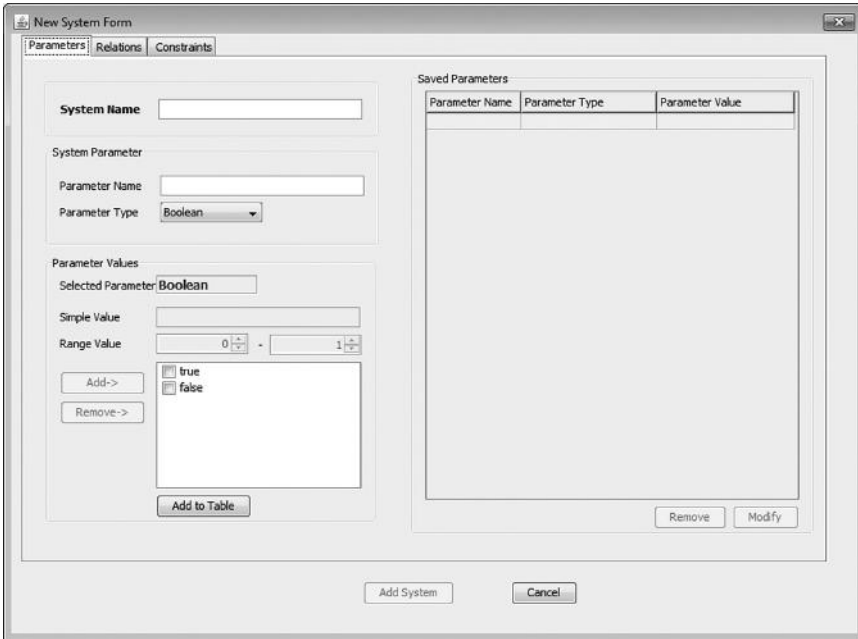 New System Form
Parameters Relations Constraints
System Name
System Parameter
Parameter Name
Parameter Type Boolean
Parameter Values
Selected Parameter Boolean
Simple Value
Range Value 0 - 1
Add->
Remove->
true
false
Add to Table
Saved Parameters
Parameter Name Parameter Type Parameter Value
Remove Modify
Add System Cancel